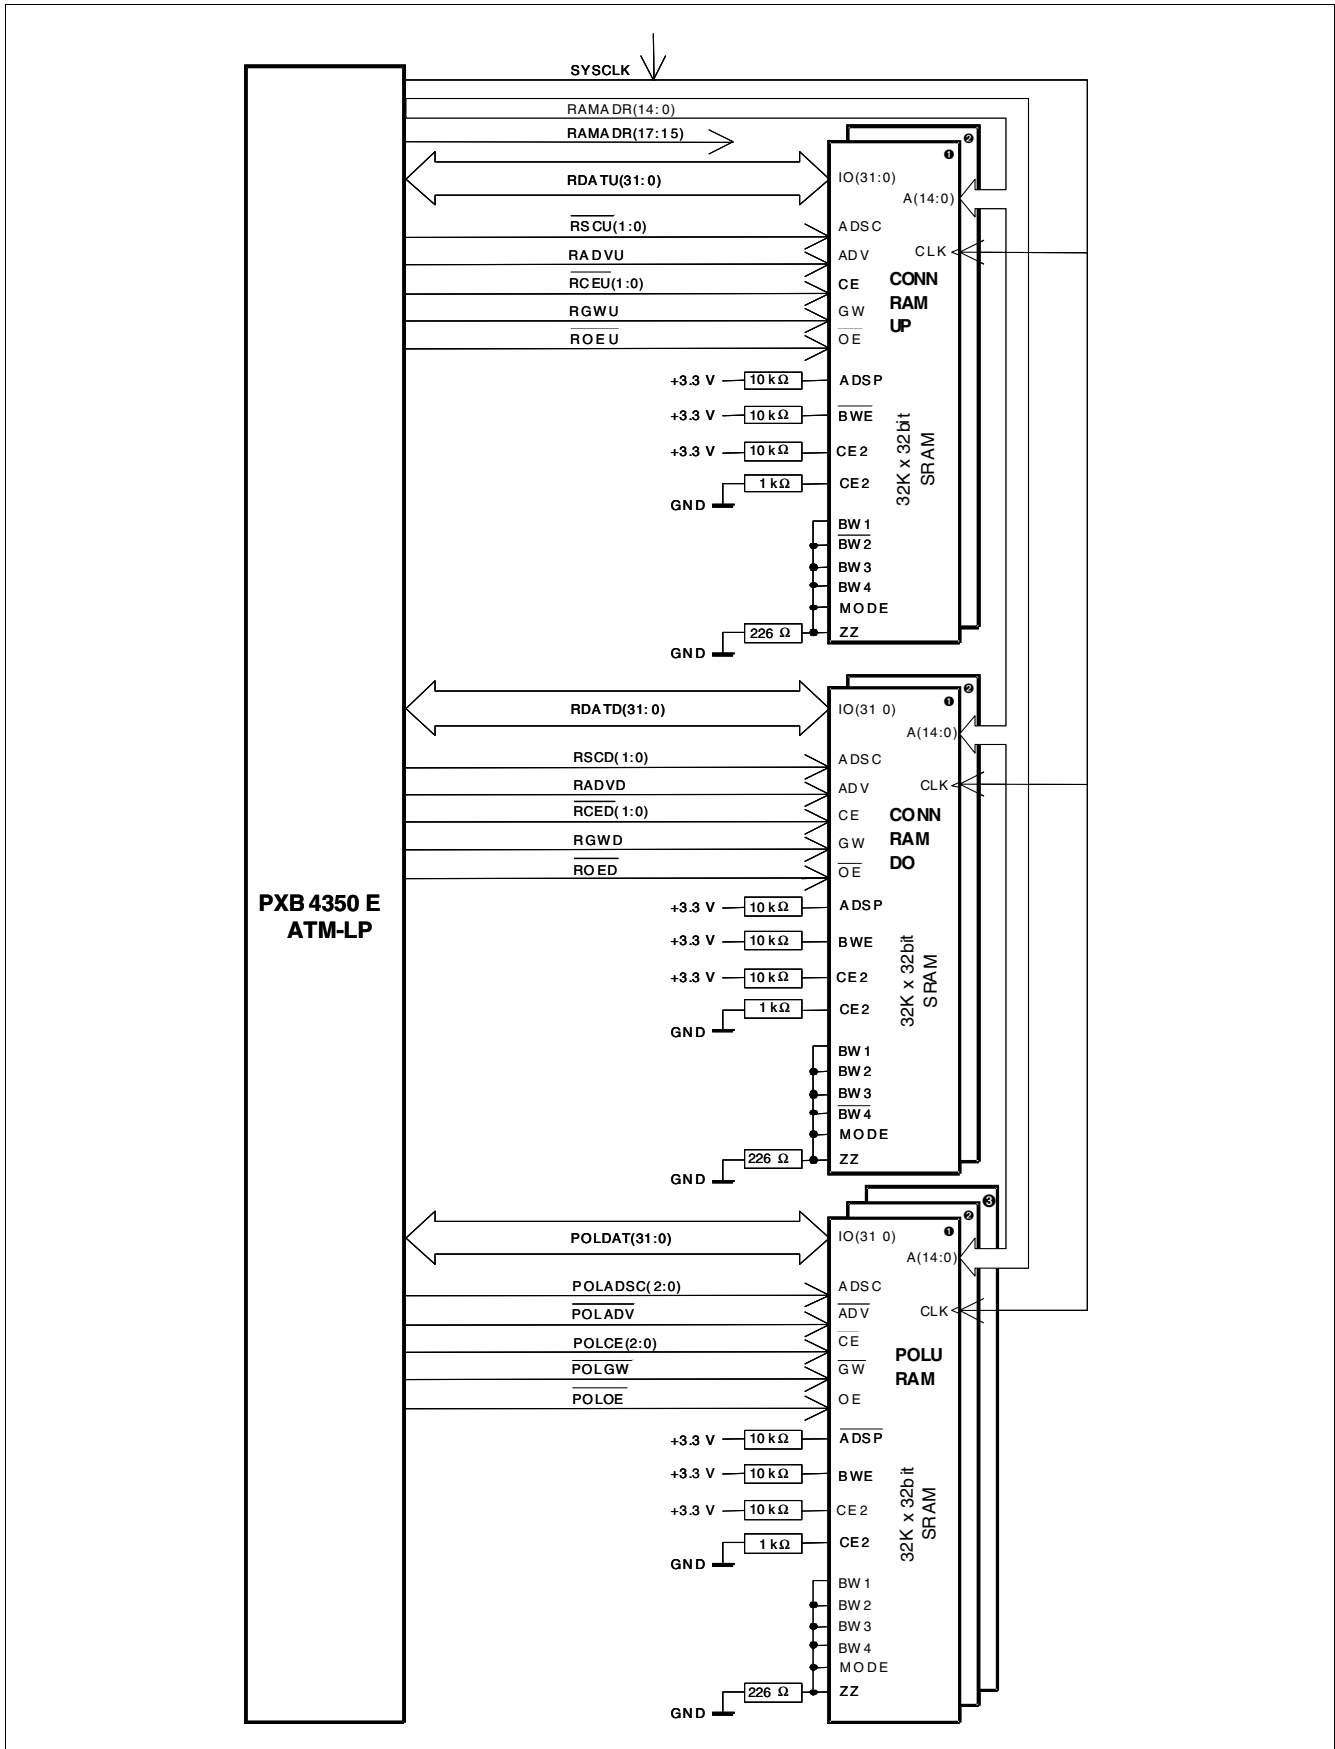 SYSCLK
RAMADR(14:0)
RAMADR(17:15)
RDATU(31:0)
RSCU(1:0)
RADVU
RCEU(1:0)
RGWU
ROEU
❷
❶
IO(31:0)
A(14:0)
ADSC
ADV
CLK
CE
CONN
RAM
UP
GW
OE
+3.3 V
10 kΩ
ADSP
+3.3 V
10 kΩ
BWE
+3.3 V
10 kΩ
CE2
1 kΩ
CE2
GND
32K x 32bit
SRAM
BW1
BW2
BW3
BW4
MODE
226 Ω
ZZ
GND
RDATD(31:0)
RSCD(1:0)
RADVD
RCED(1:0)
RGWD
ROED
❷
❶
IO(31 0)
A(14:0)
ADSC
ADV
CLK
CE
CONN
RAM
DO
GW
OE
PXB 4350 E
ATM-LP
+3.3 V
10 kΩ
ADSP
+3.3 V
10 kΩ
BWE
+3.3 V
10 kΩ
CE2
1 kΩ
CE2
GND
32K x 32bit
SRAM
BW1
BW2
BW3
BW4
MODE
226 Ω
ZZ
GND
POLDAT(31:0)
POLADSC(2:0)
POLADV
POLCE(2:0)
POLGW
POLOE
❸
❷
❶
IO(31 0)
A(14:0)
ADSC
ADV
CLK
CE
POLU
RAM
GW
OE
+3.3 V
10 kΩ
ADSP
+3.3 V
10 kΩ
BWE
+3.3 V
10 kΩ
CE2
1 kΩ
CE2
GND
32K x 32bit
SRAM
BW1
BW2
BW3
BW4
MODE
226 Ω
ZZ
GND